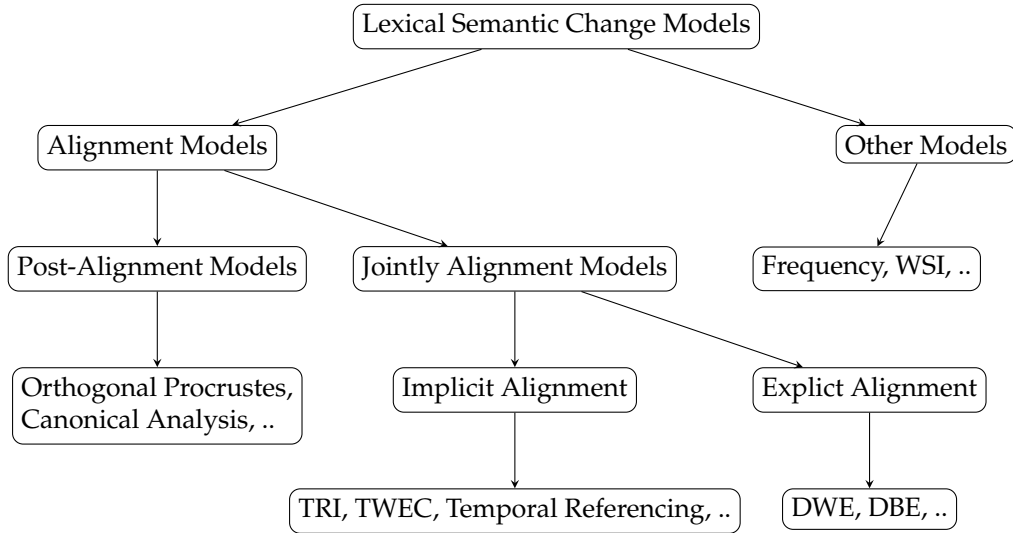 Lexical Semantic Change Models
Alignment Models
Other Models
Post-Alignment Models
Jointly Alignment Models
Frequency, WSI, ..
Orthogonal Procrustes,
Canonical Analysis, ..
Implicit Alignment
Explict Alignment
TRI, TWEC, Temporal Referencing, ..
DWE, DBE, ..